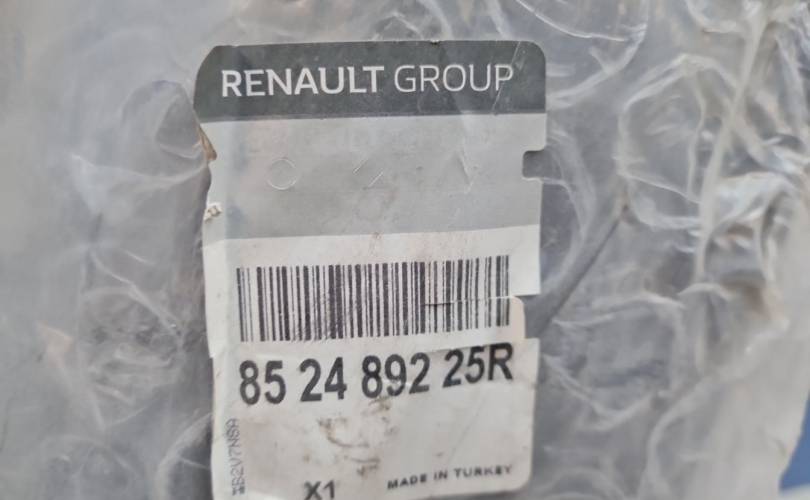 RENAULT GROUP
85 24 892 25R
X1
MADE IN TURKEY